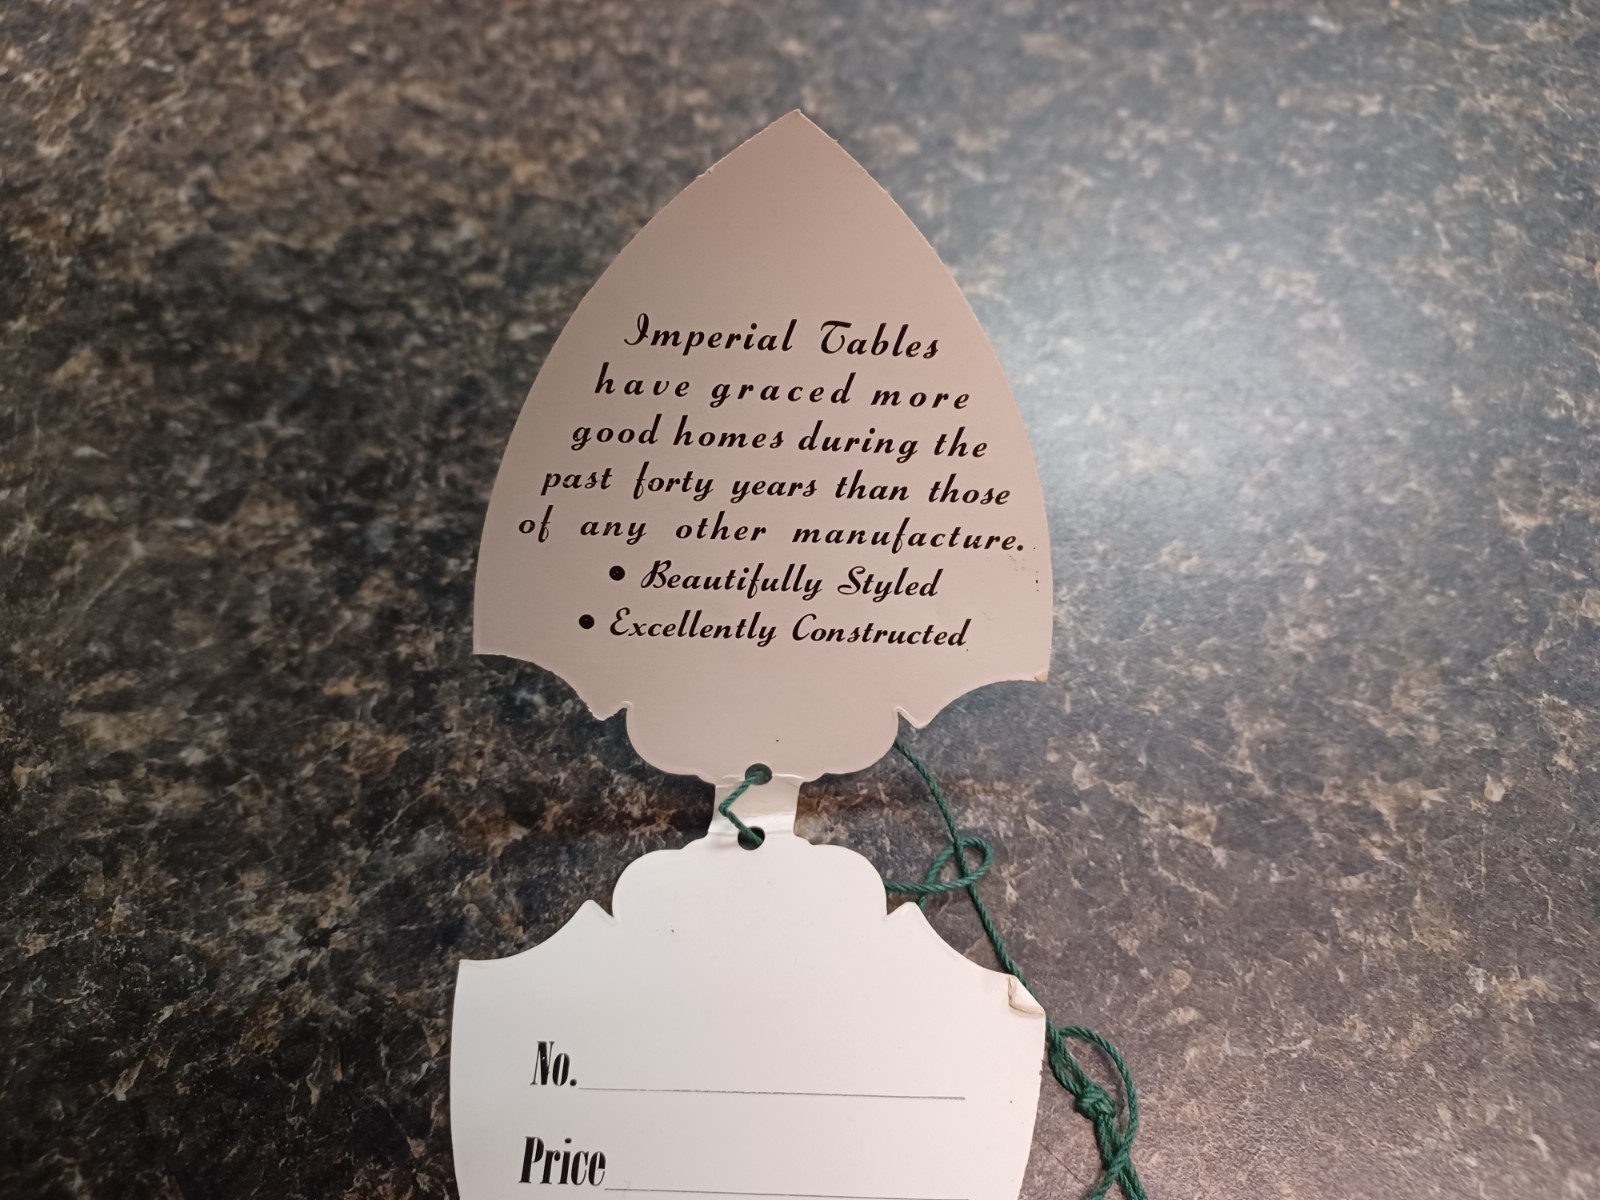 Imperial Tables
have graced more
good homes during the
past forty years than those
of any other manufacture.
• Beautifully Styled
• Excellently Constructed
No.
Price